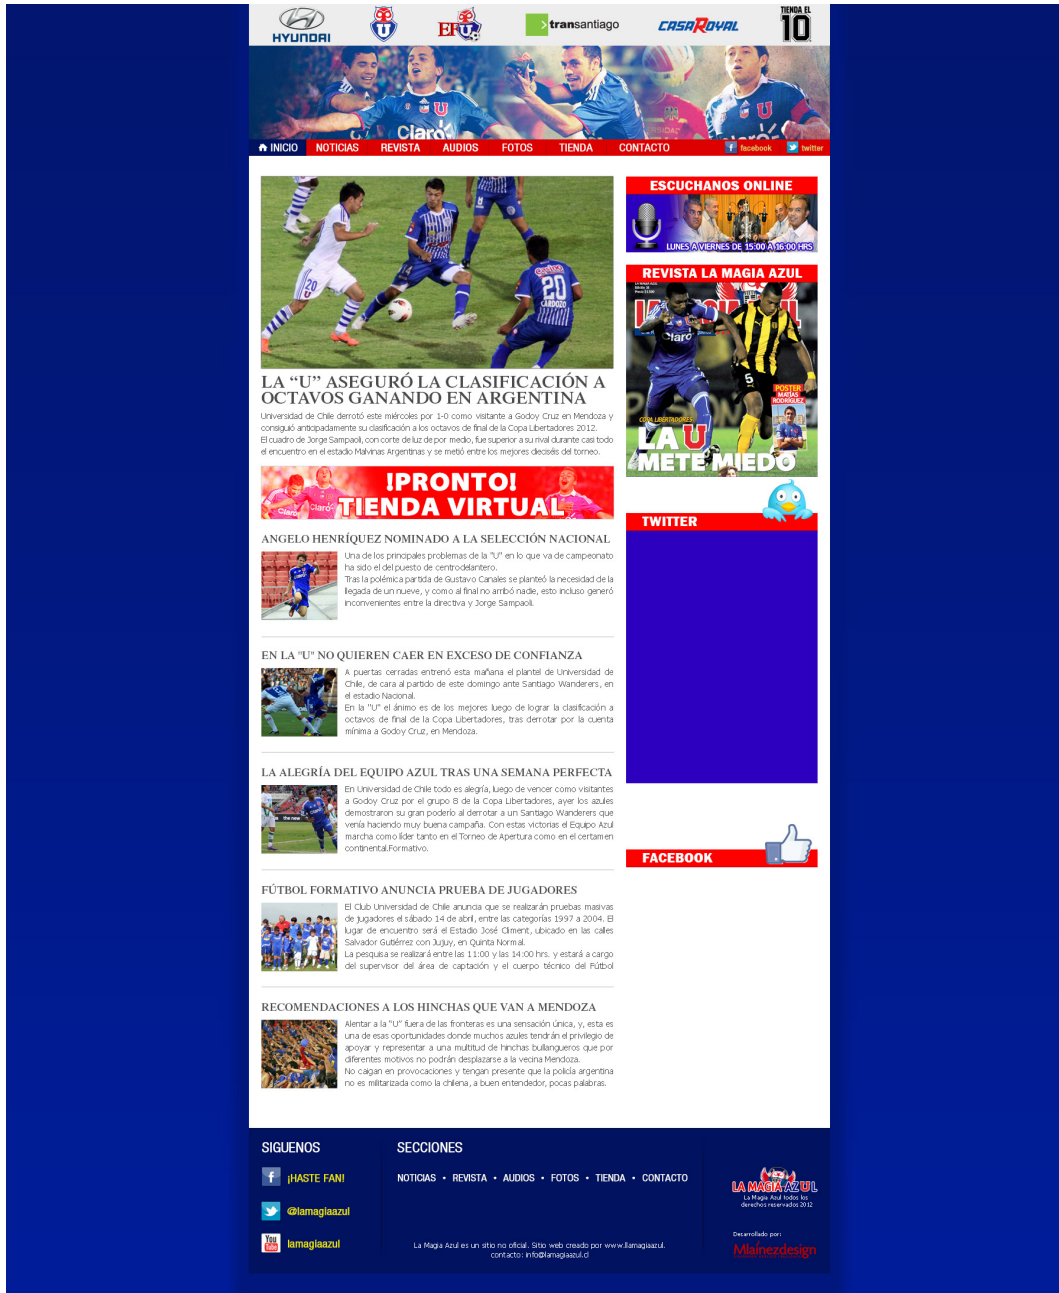 HYUNDAI
EFU
transantiago
CASAROYAL
TIENDA EL
10
Claro
Claro
INICIO NOTICIAS REVISTA AUDIOS FOTOS TIENDA CONTACTO facebook twitter
20
20
CARDOZO
LA “U” ASEGURÓ LA CLASIFICACIÓN A
OCTAVOS GANANDO EN ARGENTINA
Universidad de Chile derrotó este miércoles por 1-0 como visitante a Godoy Cruz en Mendoza y
consiguió anticipadamente su clasificación a los octavos de final de la Copa Libertadores 2012.
El cuadro de Jorge Sampaoli, con corte de luz de por medio, fue superior a su rival durante casi todo
el encuentro en el estadio Malvinas Argentinas y se metió entre los mejores dieciséis del torneo.
!PRONTO!
TIENDA VIRTUAL
ANGELO HENRÍQUEZ NOMINADO A LA SELECCIÓN NACIONAL
Una de los principales problemas de la "U" en lo que va de campeonato
ha sido el del puesto de centrodelantero.
Tras la polémica partida de Gustavo Canales se planteó la necesidad de la
llegada de un nueve, y como al final no arribó nadie, esto incluso generó
inconvenientes entre la directiva y Jorge Sampaoli.
EN LA "U" NO QUIEREN CAER EN EXCESO DE CONFIANZA
A puertas cerradas entrenó esta mañana el plantel de Universidad de
Chile, de cara al partido de este domingo ante Santiago Wanderers, en
el estadio Nacional.
En la "U" el ánimo es de los mejores luego de lograr la clasificación a
octavos de final de la Copa Libertadores, tras derrotar por la cuenta
mínima a Godoy Cruz, en Mendoza.
LA ALEGRÍA DEL EQUIPO AZUL TRAS UNA SEMANA PERFECTA
En Universidad de Chile todo es alegría, luego de vencer como visitantes
a Godoy Cruz por el grupo 8 de la Copa Libertadores, ayer los azules
demostraron su gran poderío al derrotar a un Santiago Wanderers que
venía haciendo muy buena campaña. Con estas victorias el Equipo Azul
marcha como líder tanto en el Torneo de Apertura como en el certamen
continental.Formativo.
FÚTBOL FORMATIVO ANUNCIA PRUEBA DE JUGADORES
El Club Universidad de Chile anuncia que se realizarán pruebas masivas
de jugadores el sábado 14 de abril, entre las categorías 1997 a 2004. El
lugar de encuentro será el Estadio José Climent, ubicado en las calles
Salvador Gutiérrez con Jujuy, en Quinta Normal.
La pesquisa se realizará entre las 11:00 y las 14:00 hrs. y estará a cargo
del supervisor del área de captación y el cuerpo técnico del Fútbol
RECOMENDACIONES A LOS HINCHAS QUE VAN A MENDOZA
Alentar a la "U" fuera de las fronteras es una sensación única, y, esta es
una de esas oportunidades donde muchos azules tendrán el privilegio de
apoyar y representar a una multitud de hinchas bullangueros que por
diferentes motivos no podrán desplazarse a la vecina Mendoza.
No caigan en provocaciones y tengan presente que la policía argentina
no es militarizada como la chilena, a buen entendedor, pocas palabras.
ESCUCHANOS ONLINE
LUNES A VIERNES DE 15:00 A 16:00 HRS
REVISTA LA MAGIA AZUL
Claro
5
POSTER
MATÍAS
RODRÍGUEZ
COPA LIBERTADORES
LA U
METE MIEDO
TWITTER
FACEBOOK
SIGUENOS
¡HASTE FAN!
@lamagiaazul
lamagiaazul
SECCIONES
NOTICIAS • REVISTA • AUDIOS • FOTOS • TIENDA • CONTACTO
La Magia Azul es un sitio no oficial. Sitio web creado por www.llamagiaazul.
contacto: info@lamagiaazul.cl
LA MAGIA AZUL
La Magia Azul todos los
derechos reservados 2012
Desarrollado por:
Mlainezdesign